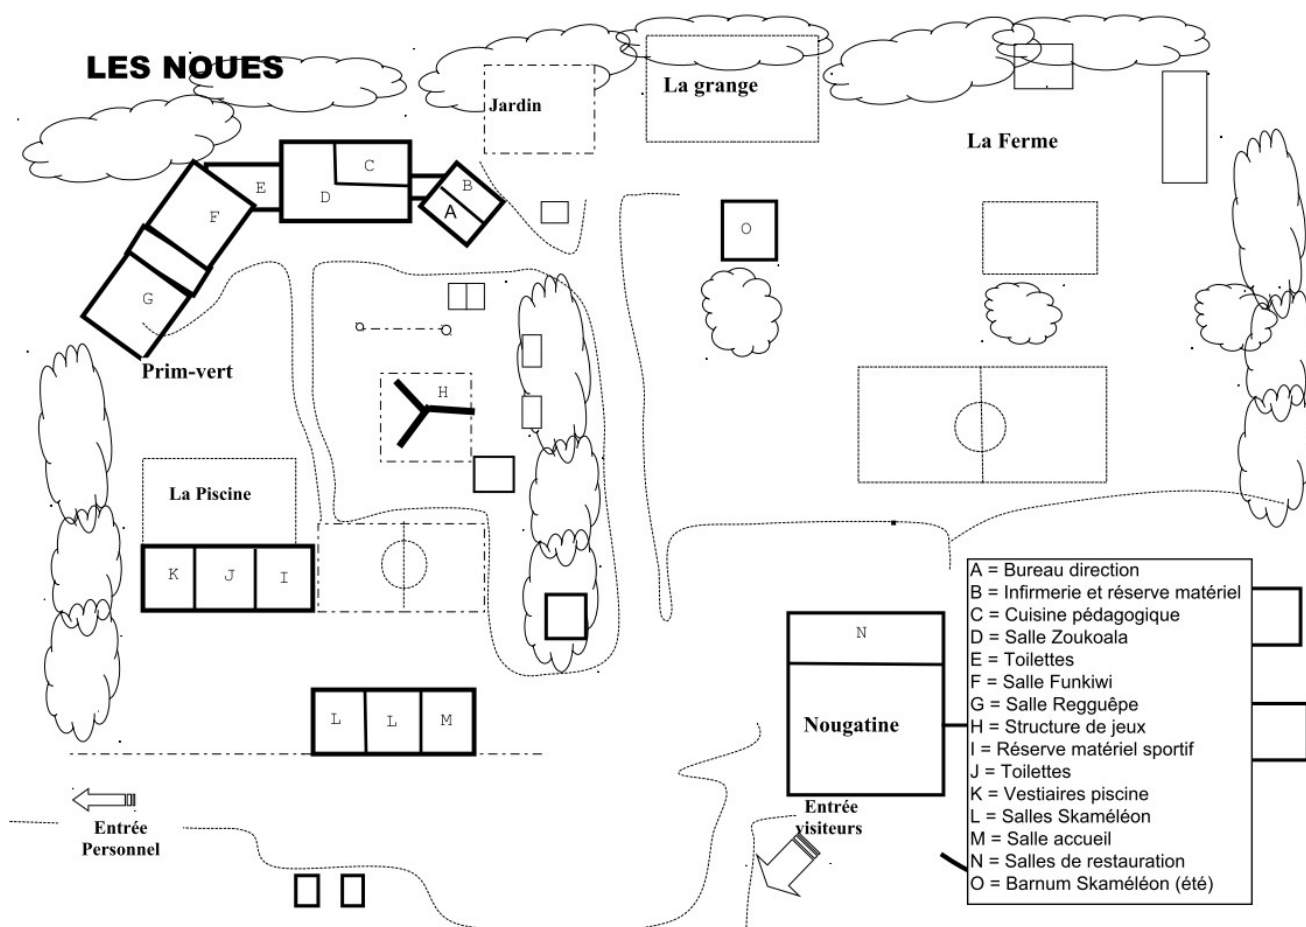 LES NOUES
Jardin
La grange
La Ferme
C
B
E
D
A
F
O
G
Prim-vert
H
La Piscine
K
J
I
N
L
L
M
Nougatine
Entrée
Personnel
Entrée
visiteurs
A = Bureau direction
B = Infirmerie et réserve matériel
C = Cuisine pédagogique
D = Salle Zoukoala
E = Toilettes
F = Salle Funkiwi
G = Salle Regguêpe
H = Structure de jeux
I = Réserve matériel sportif
J = Toilettes
K = Vestiaires piscine
L = Salles Skaméléon
M = Salle accueil
N = Salles de restauration
O = Barnum Skaméléon (été)